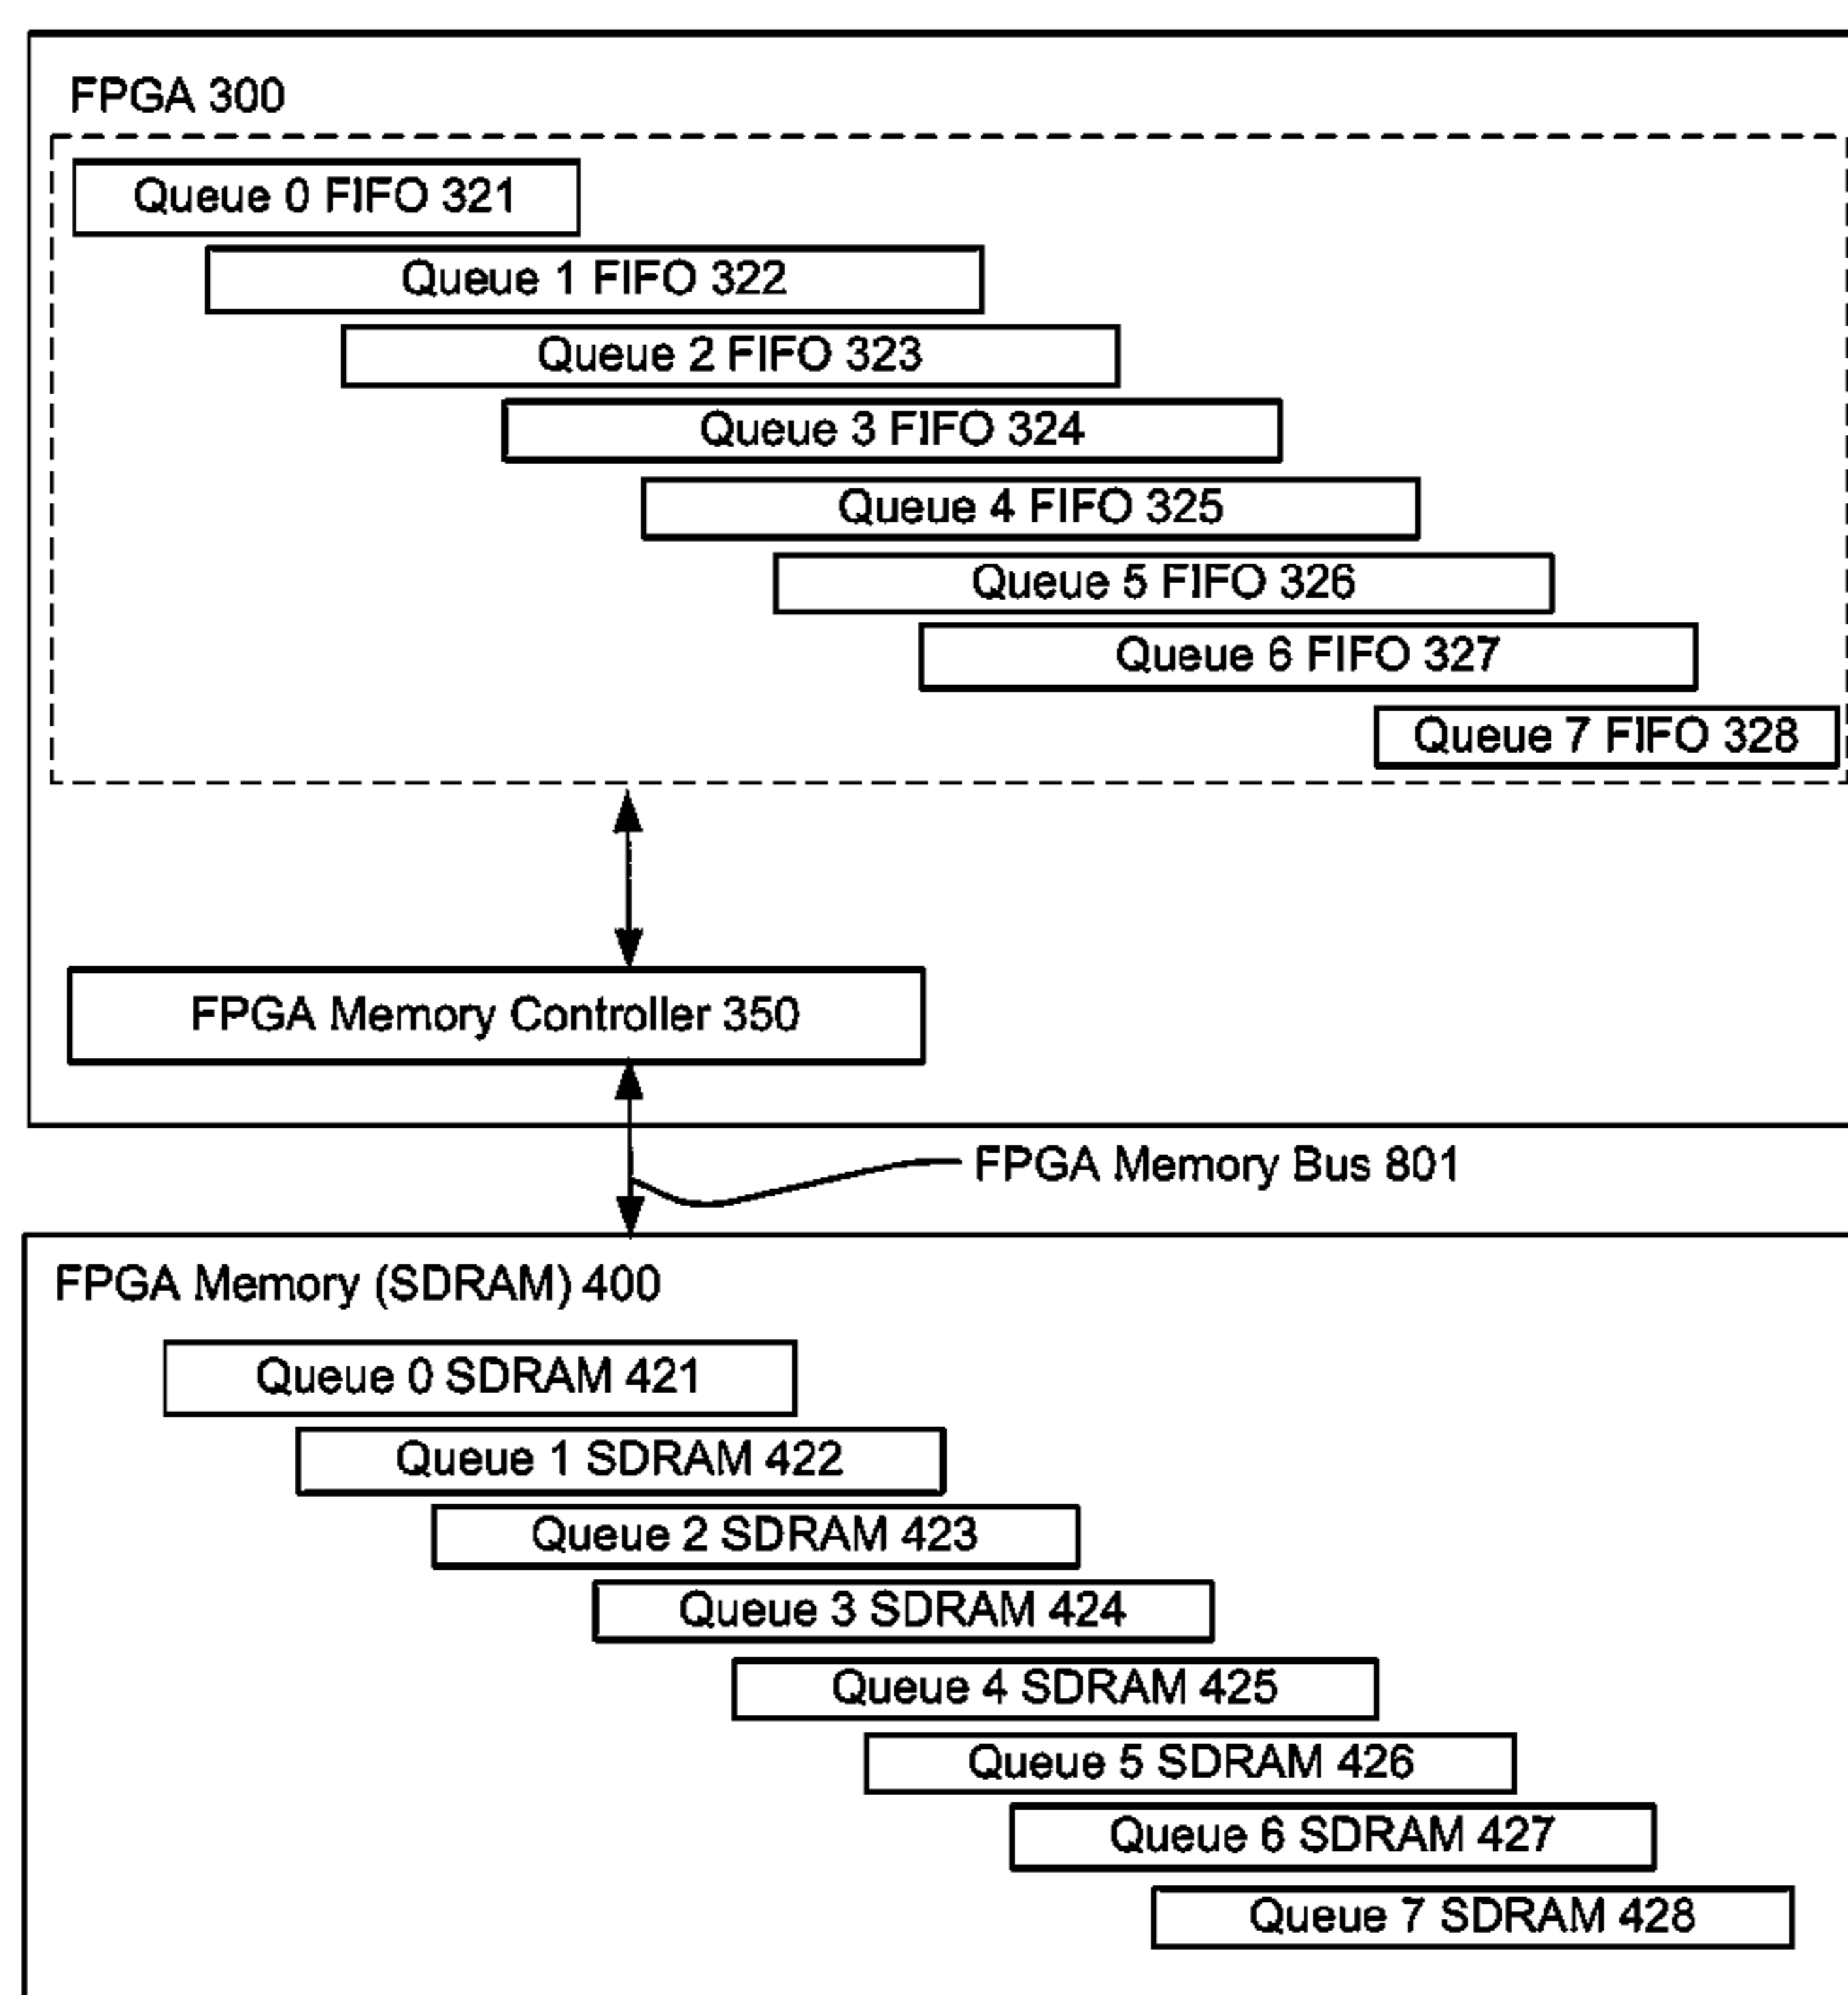 FPGA 300
Queue 0 FIFO 321
Queue 1 FIFO 322
Queue 2 FIFO 323
Queue 3 FIFO 324
Queue 4 FIFO 325
Queue 5 FIFO 326
Queue 6 FIFO 327
Queue 7 FIFO 328
FPGA Memory Controller 350
FPGA Memory Bus 801
FPGA Memory (SDRAM) 400
Queue 0 SDRAM 421
Queue 1 SDRAM 422
Queue 2 SDRAM 423
Queue 3 SDRAM 424
Queue 4 SDRAM 425
Queue 5 SDRAM 426
Queue 6 SDRAM 427
Queue 7 SDRAM 428